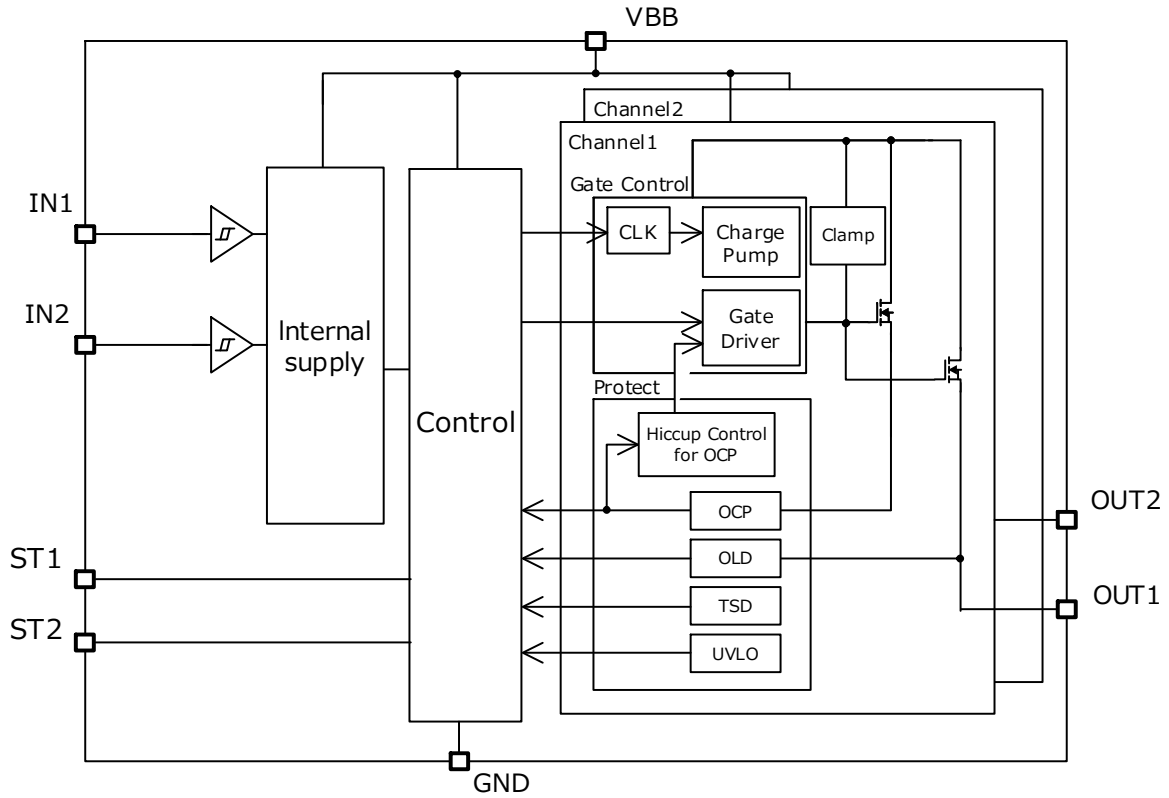 VBB
Channel2
Channel1
Gate Control
IN1
CLK
Charge
Pump
Clamp
IN2
Internal
supply
Gate
Driver
Protect
Control
Hiccup Control
for OCP
OCP
OUT2
OLD
ST1
TSD
OUT1
ST2
UVLO
GND